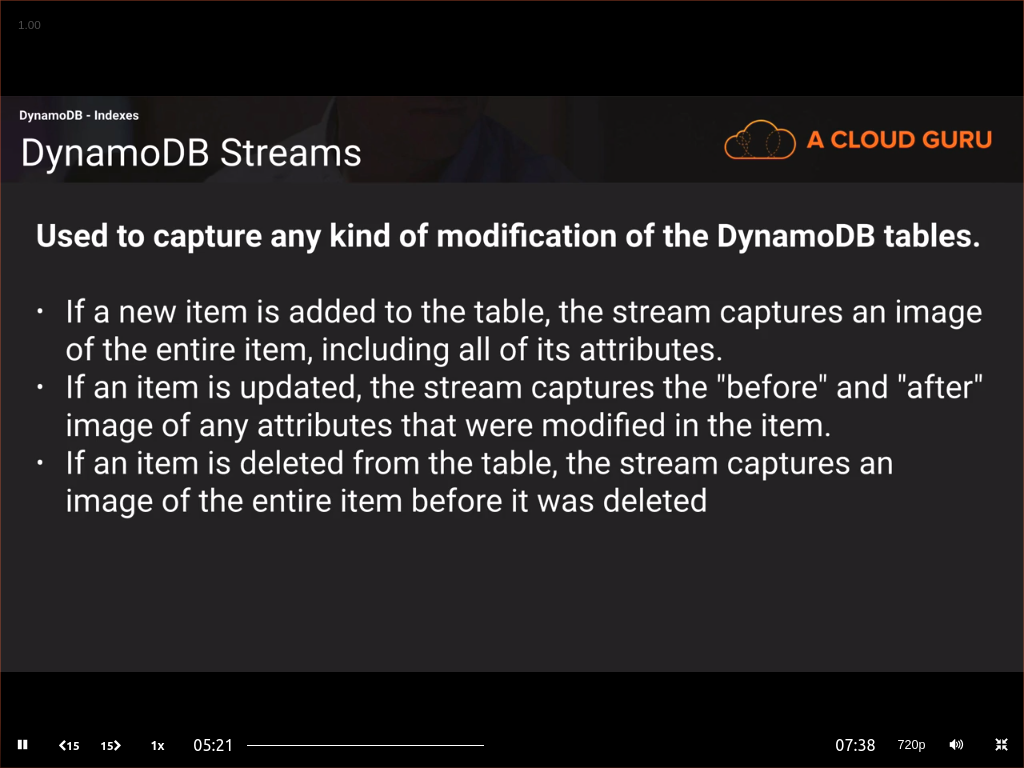 1.00
DynamoDB - Indexes
DynamoDB Streams
A CLOUD GURU
Used to capture any kind of modification of the DynamoDB tables.
• If a new item is added to the table, the stream captures an image
of the entire item, including all of its attributes.
• If an item is updated, the stream captures the "before" and "after"
image of any attributes that were modified in the item.
• If an item is deleted from the table, the stream captures an
image of the entire item before it was deleted
15 15 1x 05:21 07:38 720p